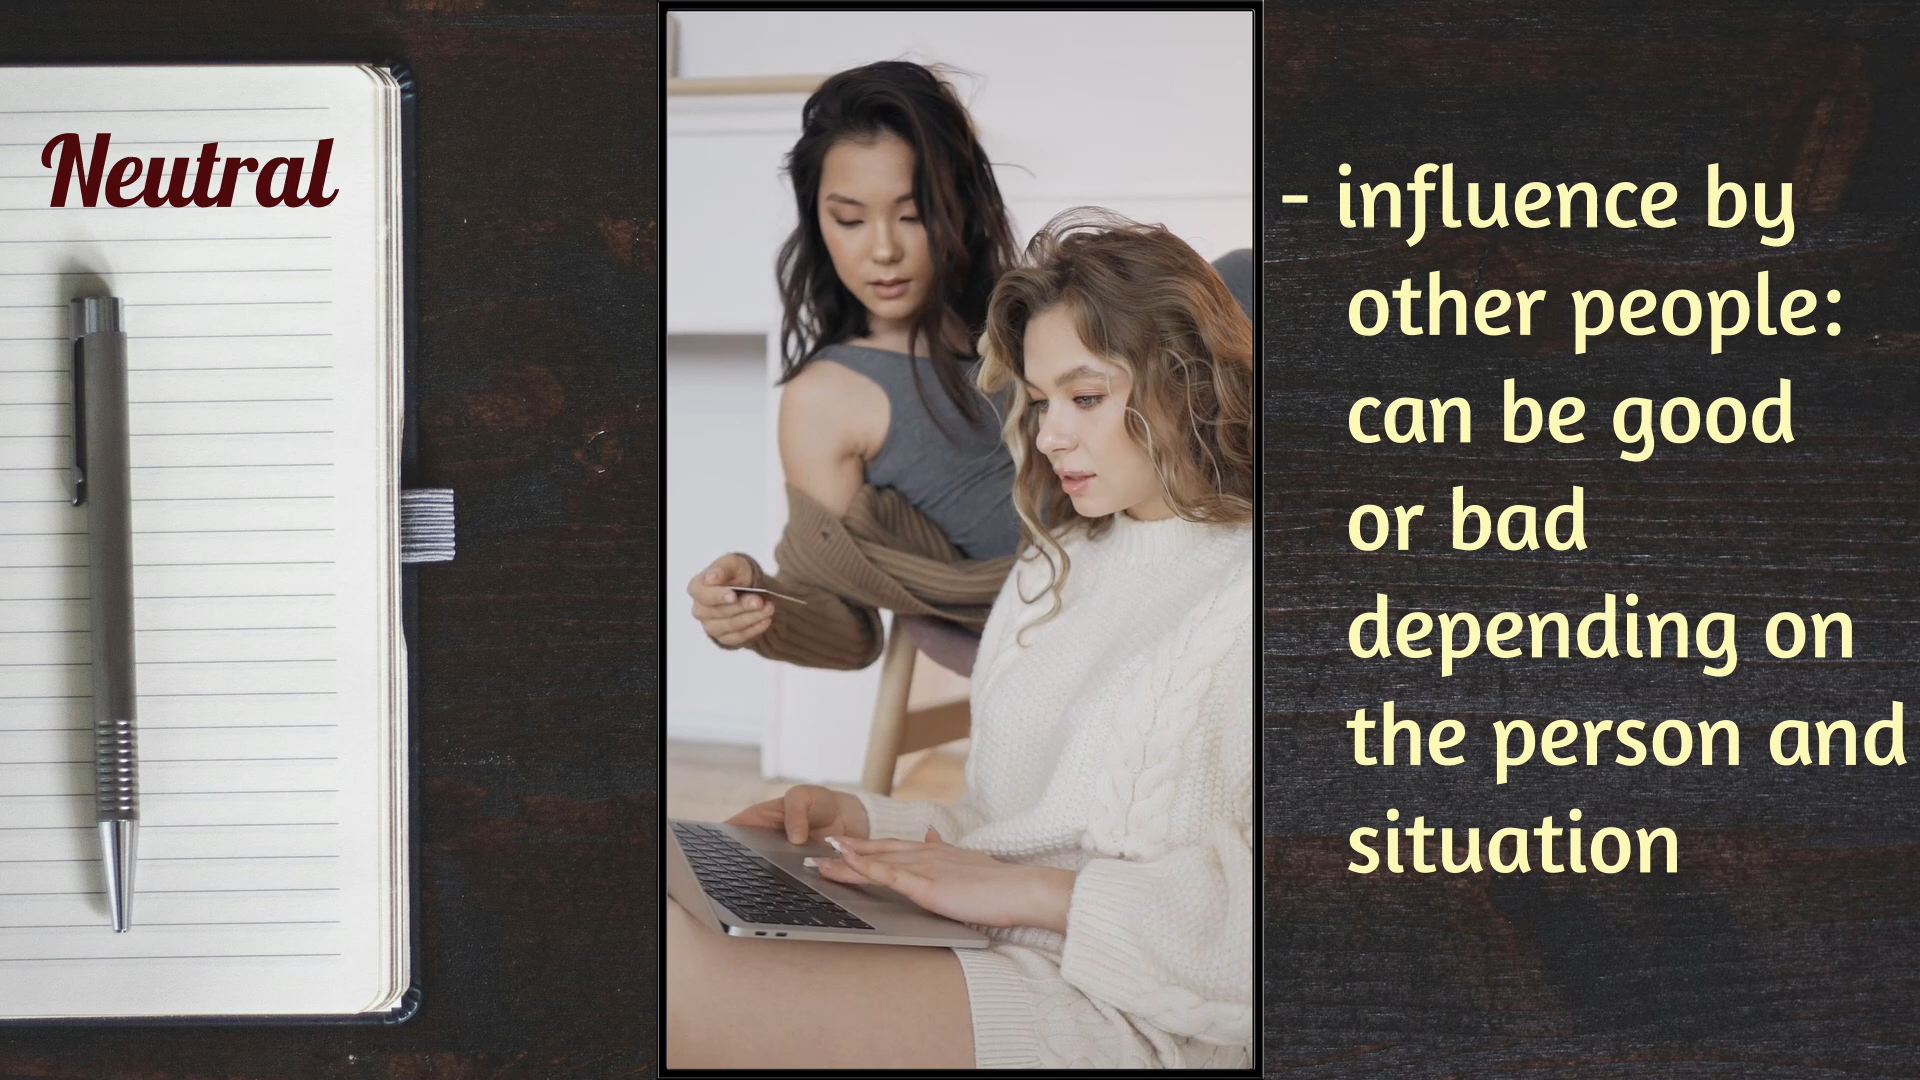 Neutral
- influence by
other people:
can be good
or bad
depending on
the person and
situation